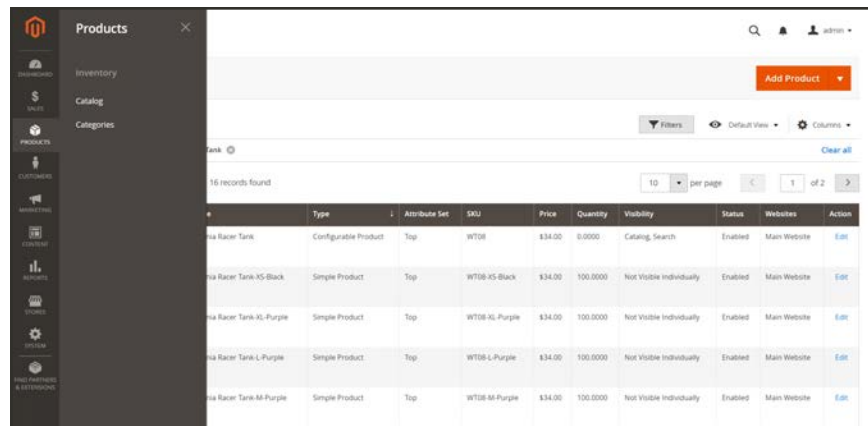 Products
admin
DASHBOARD
Inventory
Add Product
SALES
Catalog
Categories
PRODUCTS
Filters Default View Columns
Tank Clear all
CUSTOMERS
16 records found 10 per page 1 of 2
MARKETING
Type Attribute Set SKU Price Quantity Visibility Status Websites Action
CONTENT
Racer Tank Configurable Product Top WT08 $34.00 0.0000 Catalog, Search Enabled Main Website Edit
REPORTS
Racer Tank-XS-Black Simple Product Top WT08-XS-Black $34.00 100.0000 Not Visible Individually Enabled Main Website Edit
STORES
Racer Tank-XL-Purple Simple Product Top WT08-XL-Purple $34.00 100.0000 Not Visible Individually Enabled Main Website Edit
SYSTEM
Racer Tank-L-Purple Simple Product Top WT08-L-Purple $34.00 100.0000 Not Visible Individually Enabled Main Website Edit
FIND PARTNERS
& EXTENSIONS
Racer Tank-M-Purple Simple Product Top WT08-M-Purple $34.00 100.0000 Not Visible Individually Enabled Main Website Edit